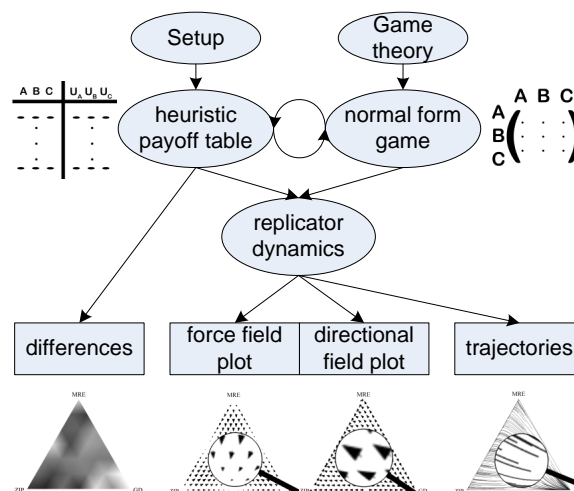 Setup
Game
theory
A B C
U_A U_B U_C
heuristic
payoff table
normal form
game
A B C
A
B
C
replicator
dynamics
differences
force field
plot
directional
field plot
trajectories
MRE
MRE
MRE
MRE
ZIP
GD
ZIP
ZIP
GD
ZIP